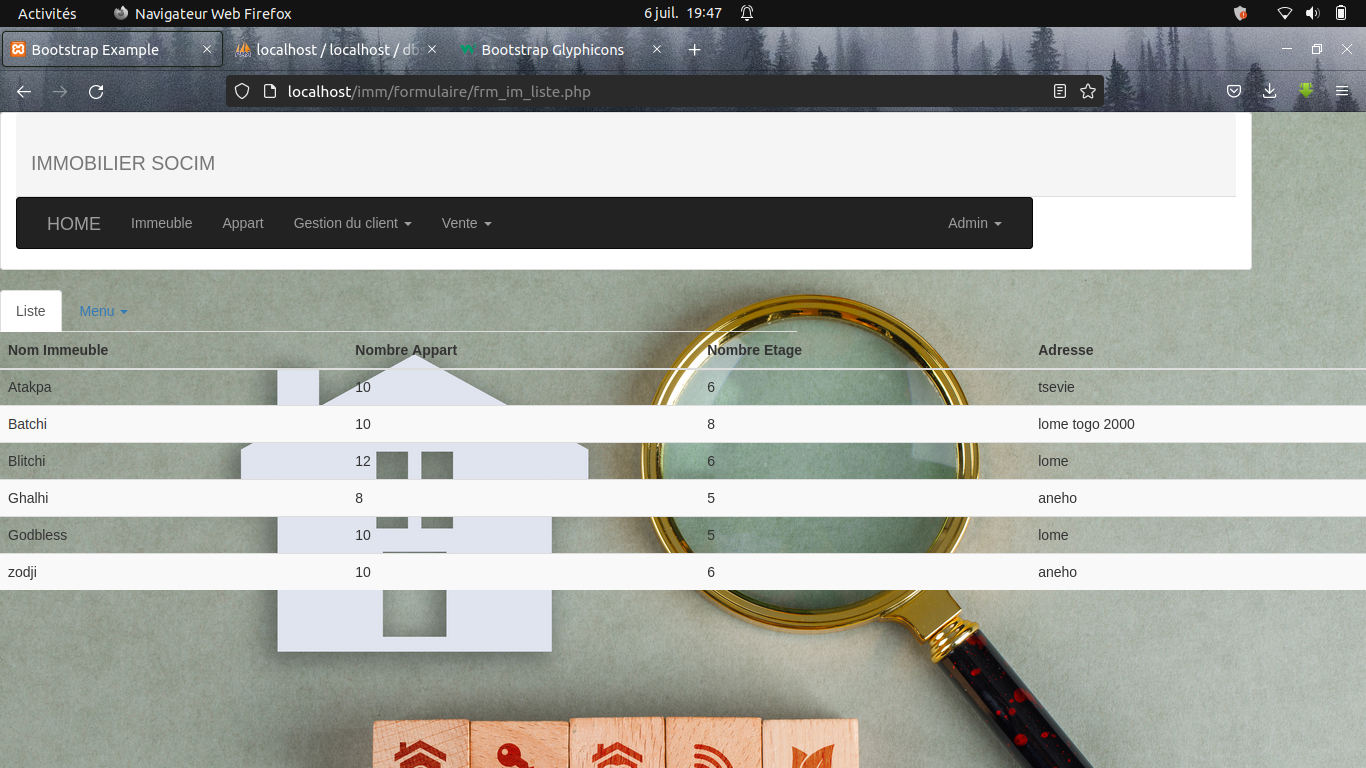 Activités Navigateur Web Firefox 6 juil. 19:47
Bootstrap Example localhost / localhost / db Bootstrap Glyphicons
localhost/imm/formulaire/frm_im_liste.php
IMMOBILIER SOCIM
HOME Immeuble Appart Gestion du client Vente Admin
Liste Menu
Nom Immeuble Nombre Appart Nombre Etage Adresse
Atakpa 10 6 tsevie
Batchi 10 8 lome togo 2000
Blitchi 12 6 lome
Ghalhi 8 5 aneho
Godbless 10 5 lome
zodji 10 6 aneho